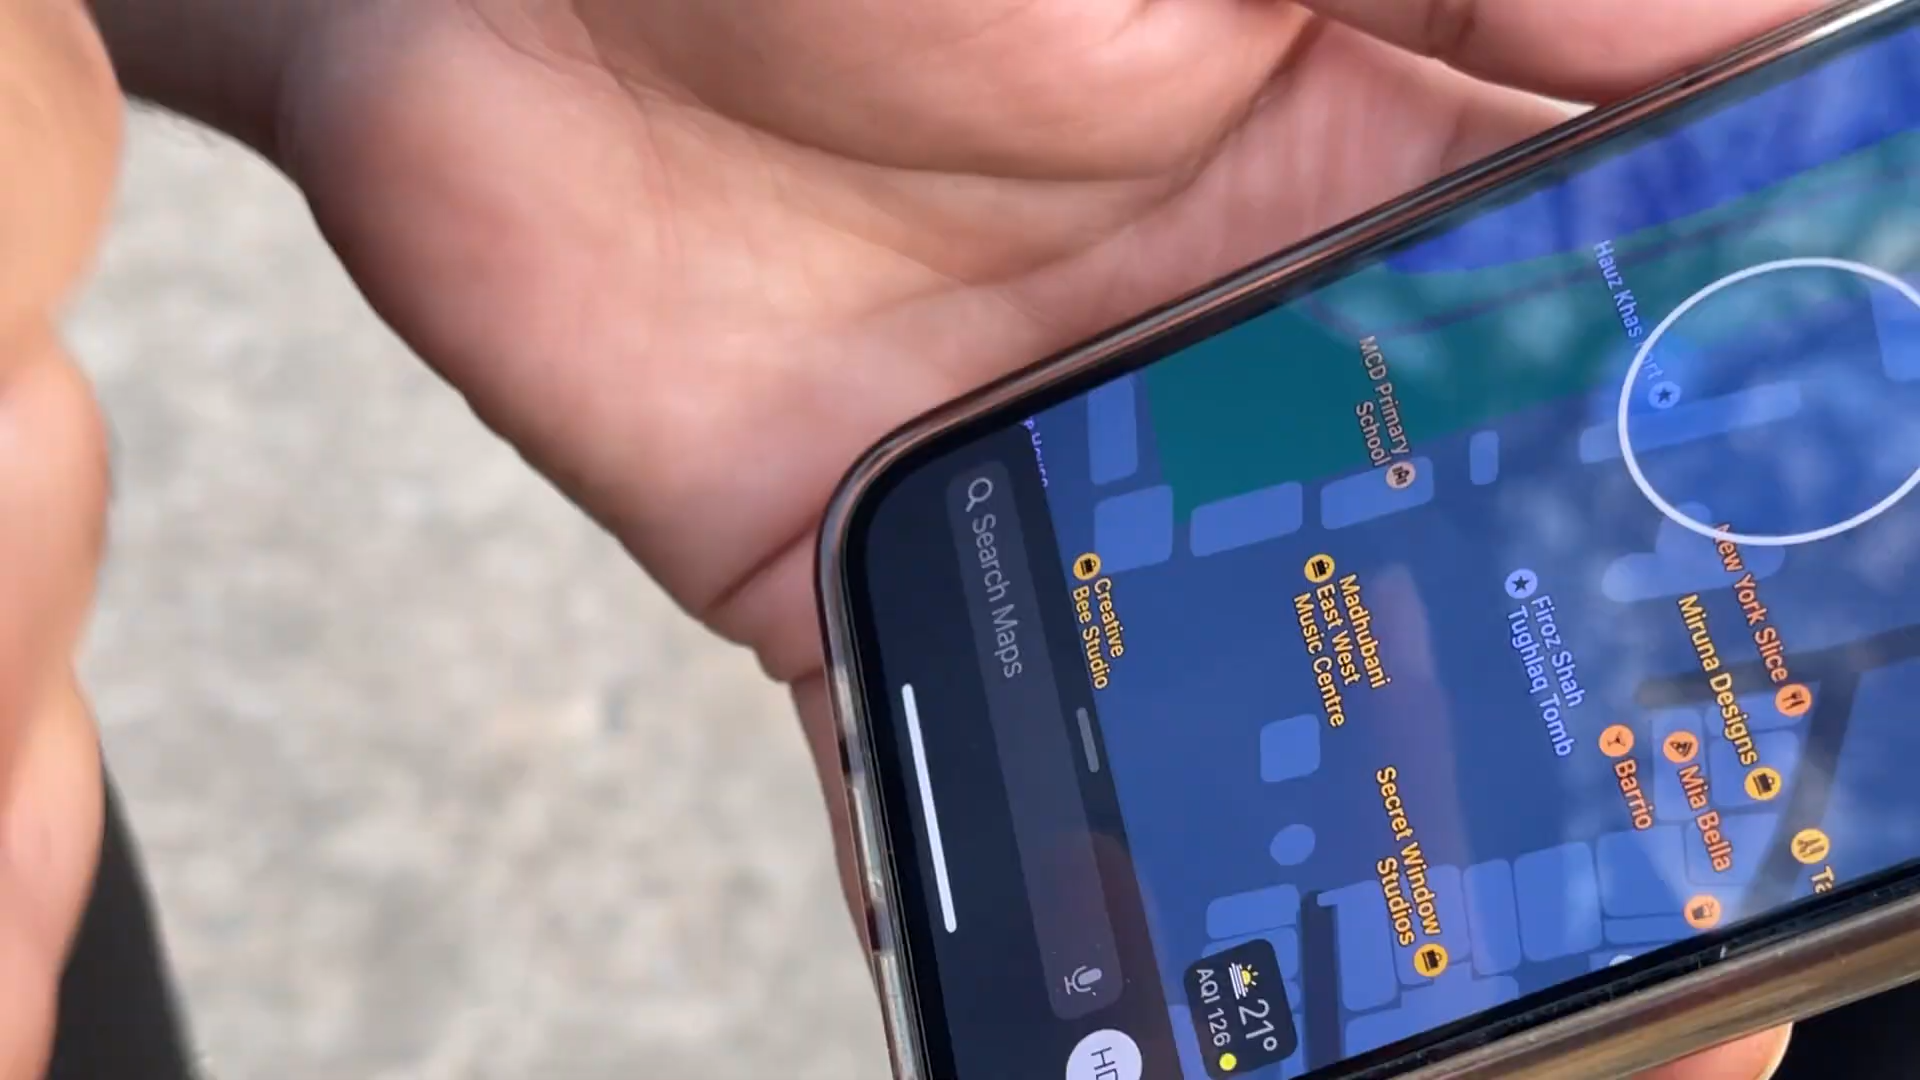 Hauz Khas
MCD Primary
School
New York Slice
Miruna Designs
Firoz Shah
Tughlaq Tomb
Mia Bella
Barrio
Madhubani
East West
Music Centre
Creative
Bee Studio
Secret Window
Studios
21°
AQI 126
Search Maps